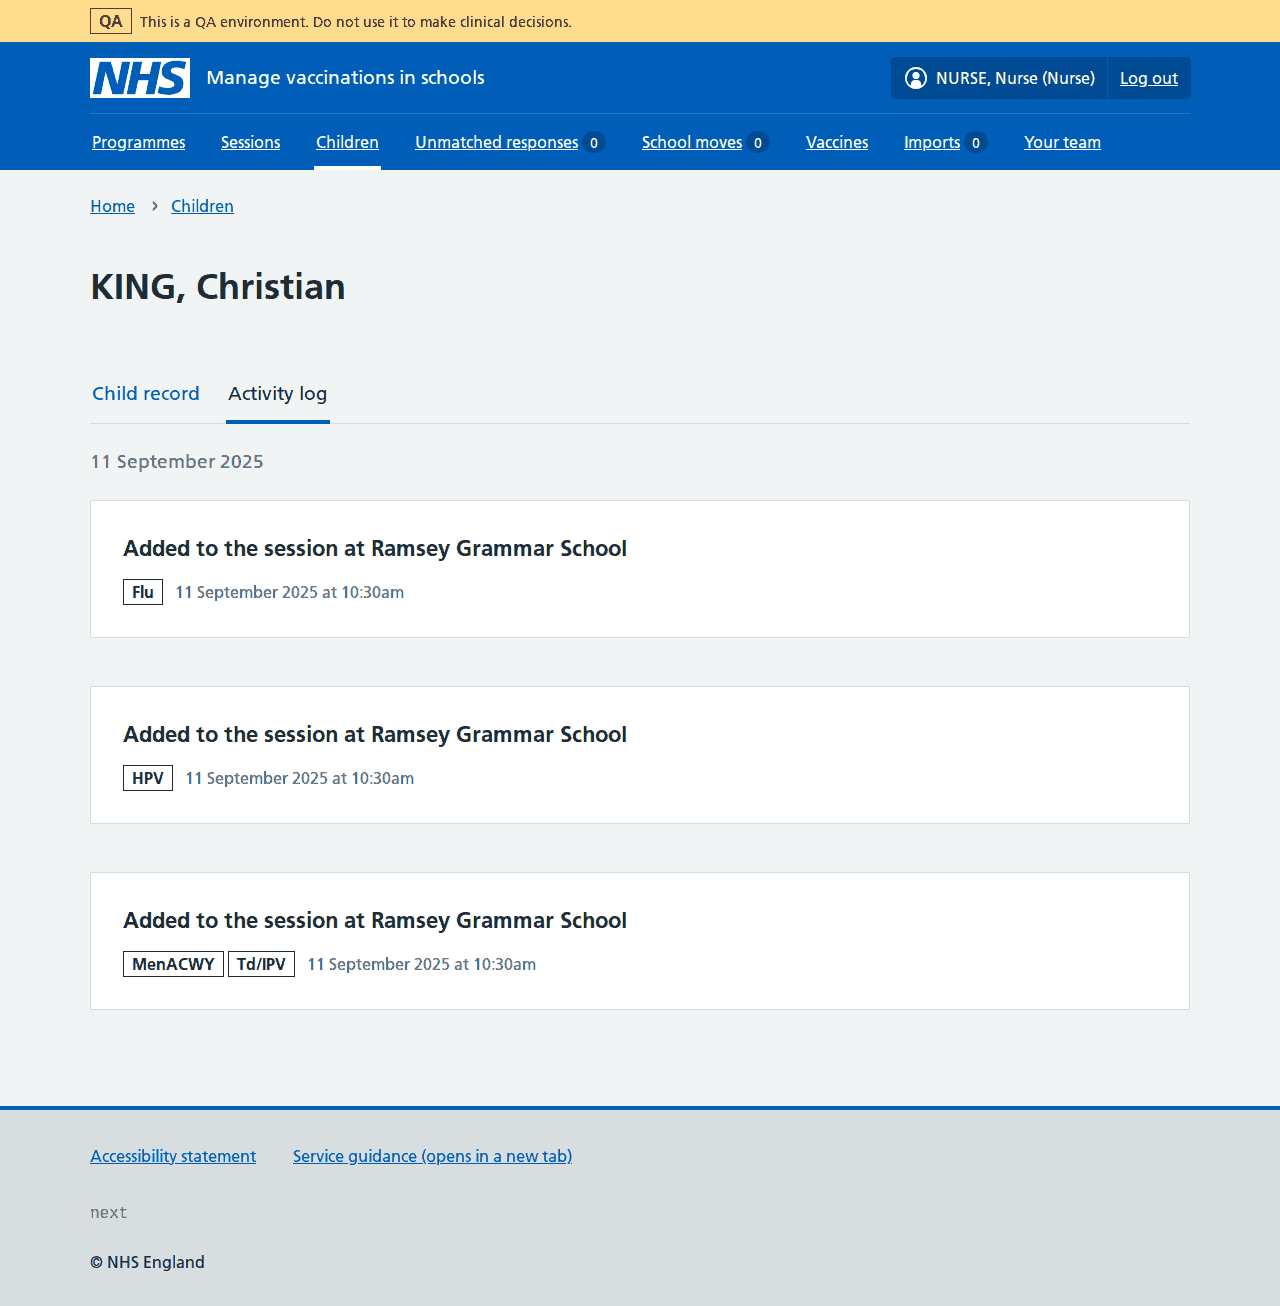 QA This is a QA environment. Do not use it to make clinical decisions.
NHS Manage vaccinations in schools NURSE, Nurse (Nurse) Log out
Programmes Sessions Children Unmatched responses 0 School moves 0 Vaccines Imports 0 Your team
Home Children
KING, Christian
Child record Activity log
11 September 2025
Added to the session at Ramsey Grammar School
Flu 11 September 2025 at 10:30am
Added to the session at Ramsey Grammar School
HPV 11 September 2025 at 10:30am
Added to the session at Ramsey Grammar School
MenACWY Td/IPV 11 September 2025 at 10:30am
Accessibility statement Service guidance (opens in a new tab)
next
© NHS England